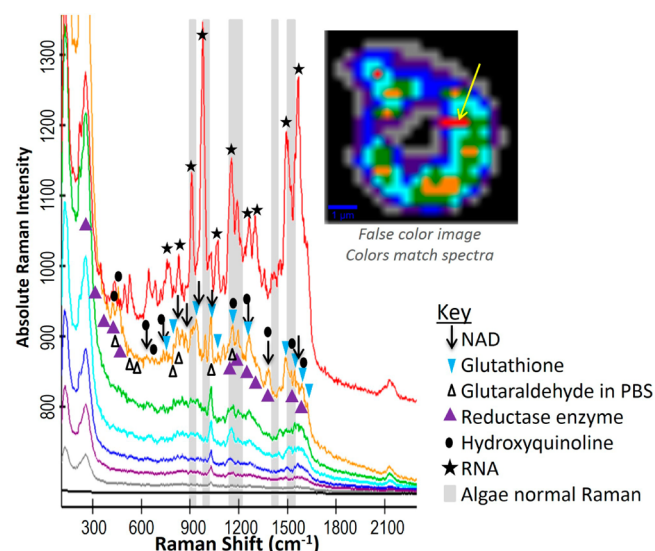 Absolute Raman Intensity
1300
1200
1100
1000
900
800
300
600
900
1200
1500
2100
Raman Shift (cm-1)
1 μm
False color image
Colors match spectra
Key
NAD
Glutathione
Glutaraldehyde in PBS
Reductase enzyme
Hydroxyquinoline
RNA
Algae normal Raman